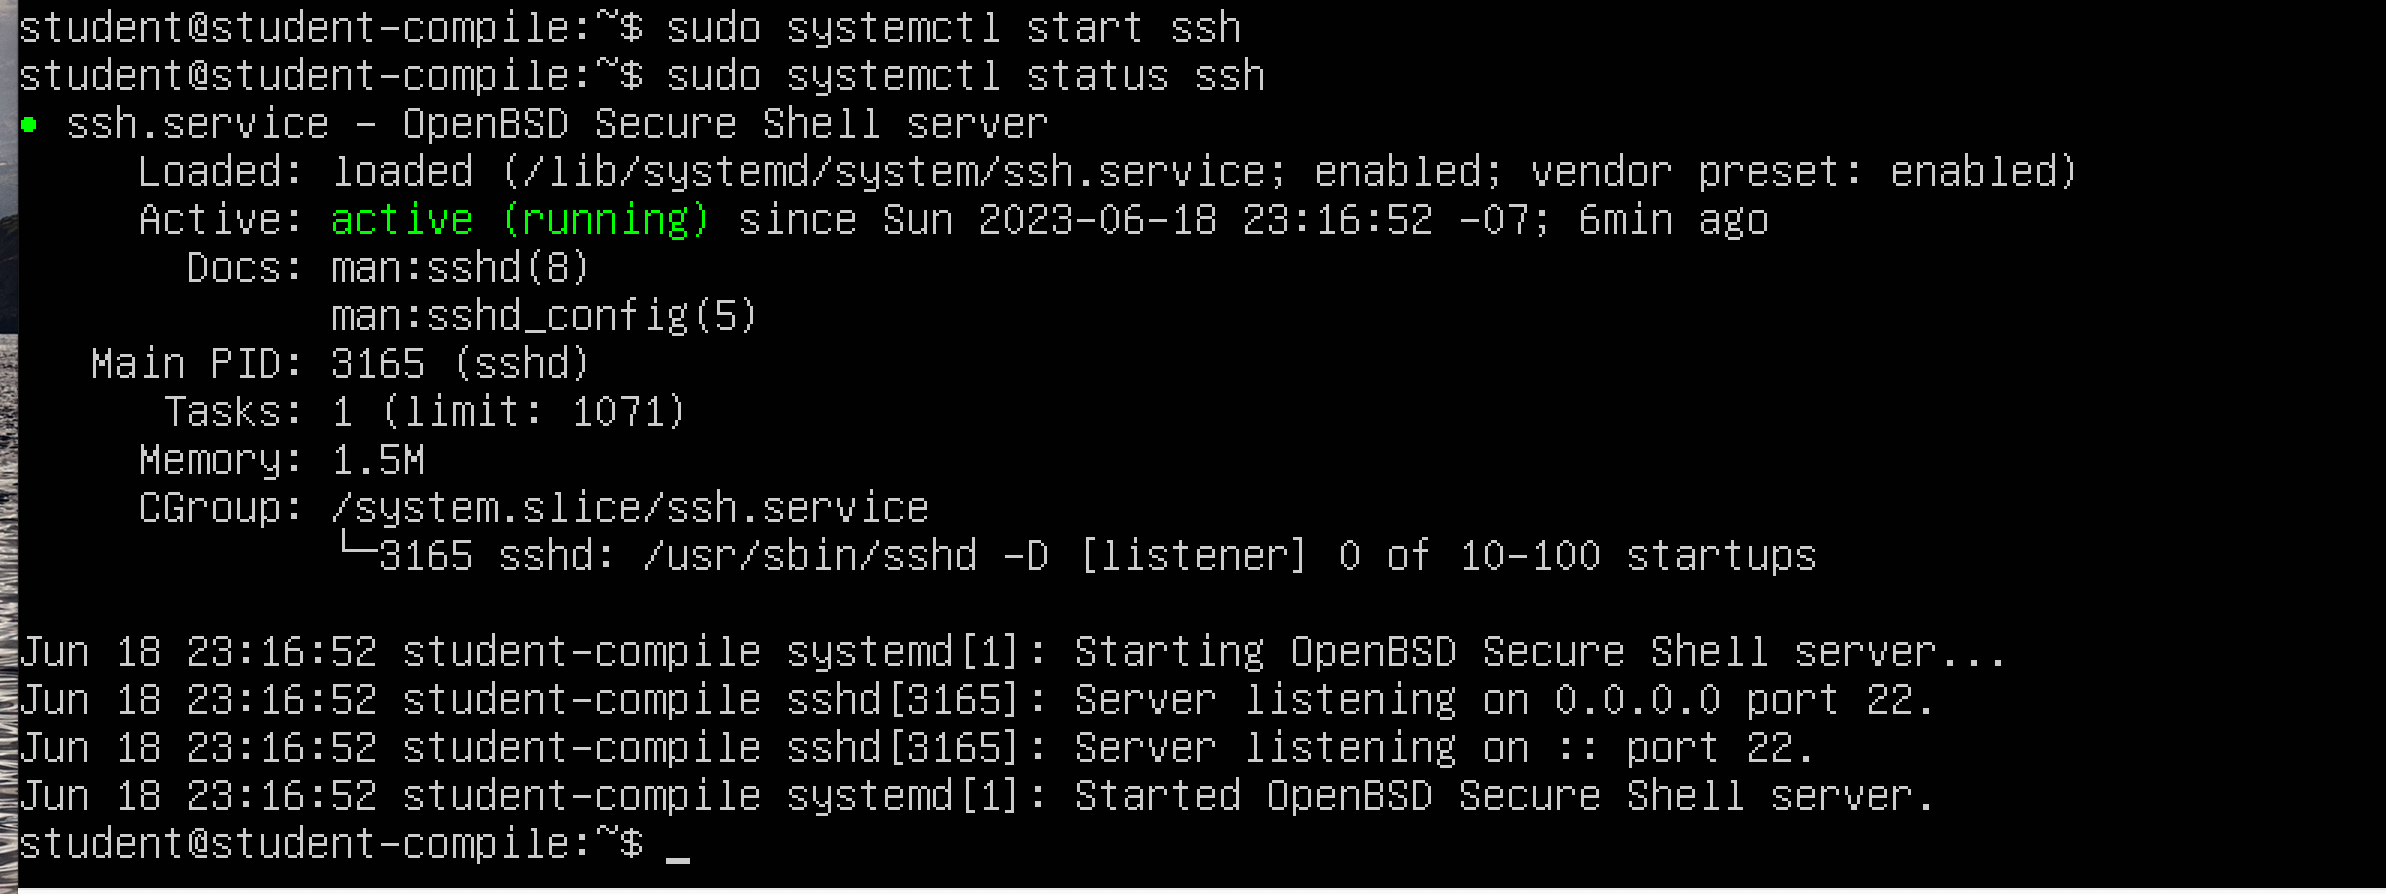 student@student-compile:~$ sudo systemctl start ssh
student@student-compile:~$ sudo systemctl status ssh
● ssh.service - OpenBSD Secure Shell server
     Loaded: loaded (/lib/systemd/system/ssh.service; enabled; vendor preset: enabled)
     Active: active (running) since Sun 2023-06-18 23:16:52 -07; 6min ago
       Docs: man:sshd(8)
             man:sshd_config(5)
   Main PID: 3165 (sshd)
      Tasks: 1 (limit: 1071)
     Memory: 1.5M
     CGroup: /system.slice/ssh.service
             └─3165 sshd: /usr/sbin/sshd -D [listener] 0 of 10-100 startups

Jun 18 23:16:52 student-compile systemd[1]: Starting OpenBSD Secure Shell server...
Jun 18 23:16:52 student-compile sshd[3165]: Server listening on 0.0.0.0 port 22.
Jun 18 23:16:52 student-compile sshd[3165]: Server listening on :: port 22.
Jun 18 23:16:52 student-compile systemd[1]: Started OpenBSD Secure Shell server.
student@student-compile:~$ _